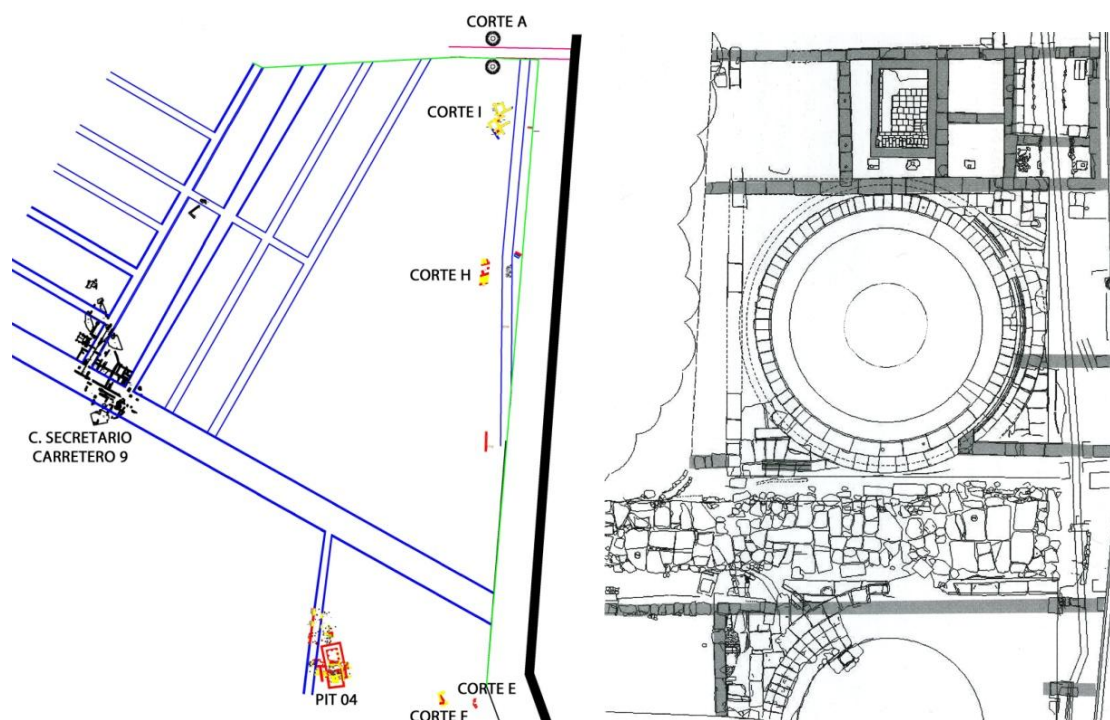 CORTE A
CORTE I
CORTE H
C. SECRETARIO
CARRETERO 9
PIT 04
CORTE E
CORTE F